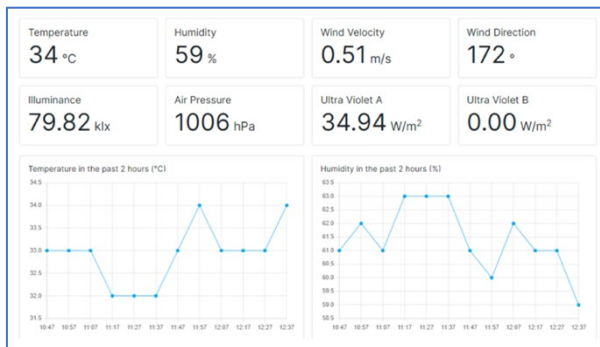 Temperature
34 °C
Humidity
59 %
Wind Velocity
0.51 m/s
Wind Direction
172 °
Illuminance
79.82 klx
Air Pressure
1006 hPa
Ultra Violet A
34.94 W/m²
Ultra Violet B
0.00 W/m²
Temperature in the past 2 hours (°C)
34.5
34.0
33.5
33.0
32.5
32.0
31.5
10:47 10:57 11:07 11:17 11:27 11:37 11:47 11:57 12:07 12:17 12:27 12:37
Humidity in the past 2 hours (%)
63.5
63.0
62.5
62.0
61.5
61.0
60.5
60.0
59.5
59.0
58.5
10:47 10:57 11:07 11:17 11:27 11:37 11:47 11:57 12:07 12:17 12:27 12:37